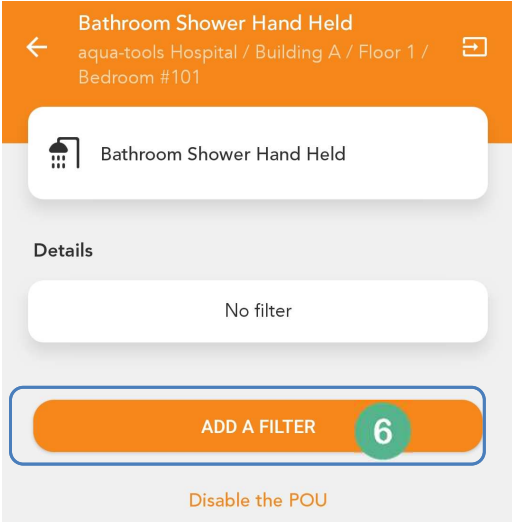 Bathroom Shower Hand Held
aqua-tools Hospital / Building A / Floor 1 /
Bedroom #101
Bathroom Shower Hand Held
Details
No filter
ADD A FILTER
6
Disable the POU